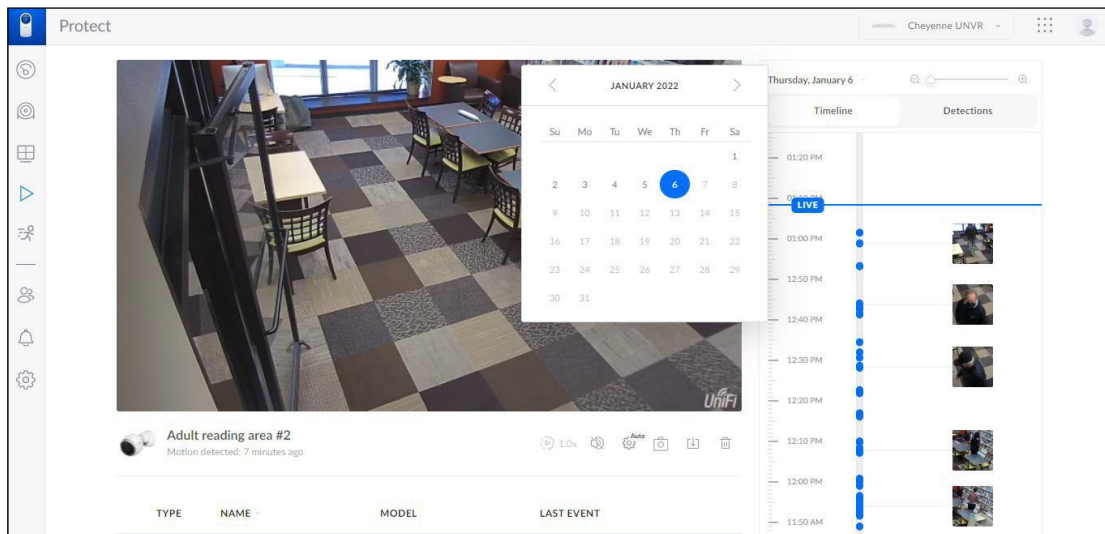 Protect
Cheyenne UNVR
JANUARY 2022
Su Mo Tu We Th Fr Sa
1
2 3 4 5 6 7 8
9 10 11 12 13 14 15
16 17 18 19 20 21 22
23 24 25 26 27 28 29
30 31
UniFi
Thursday, January 6
Timeline Detections
01:20 PM
LIVE
01:00 PM
12:50 PM
12:40 PM
12:30 PM
12:20 PM
12:10 PM
12:00 PM
11:50 AM
Adult reading area #2
Motion detected: 7 minutes ago
1.0x
Auto
TYPE NAME MODEL LAST EVENT